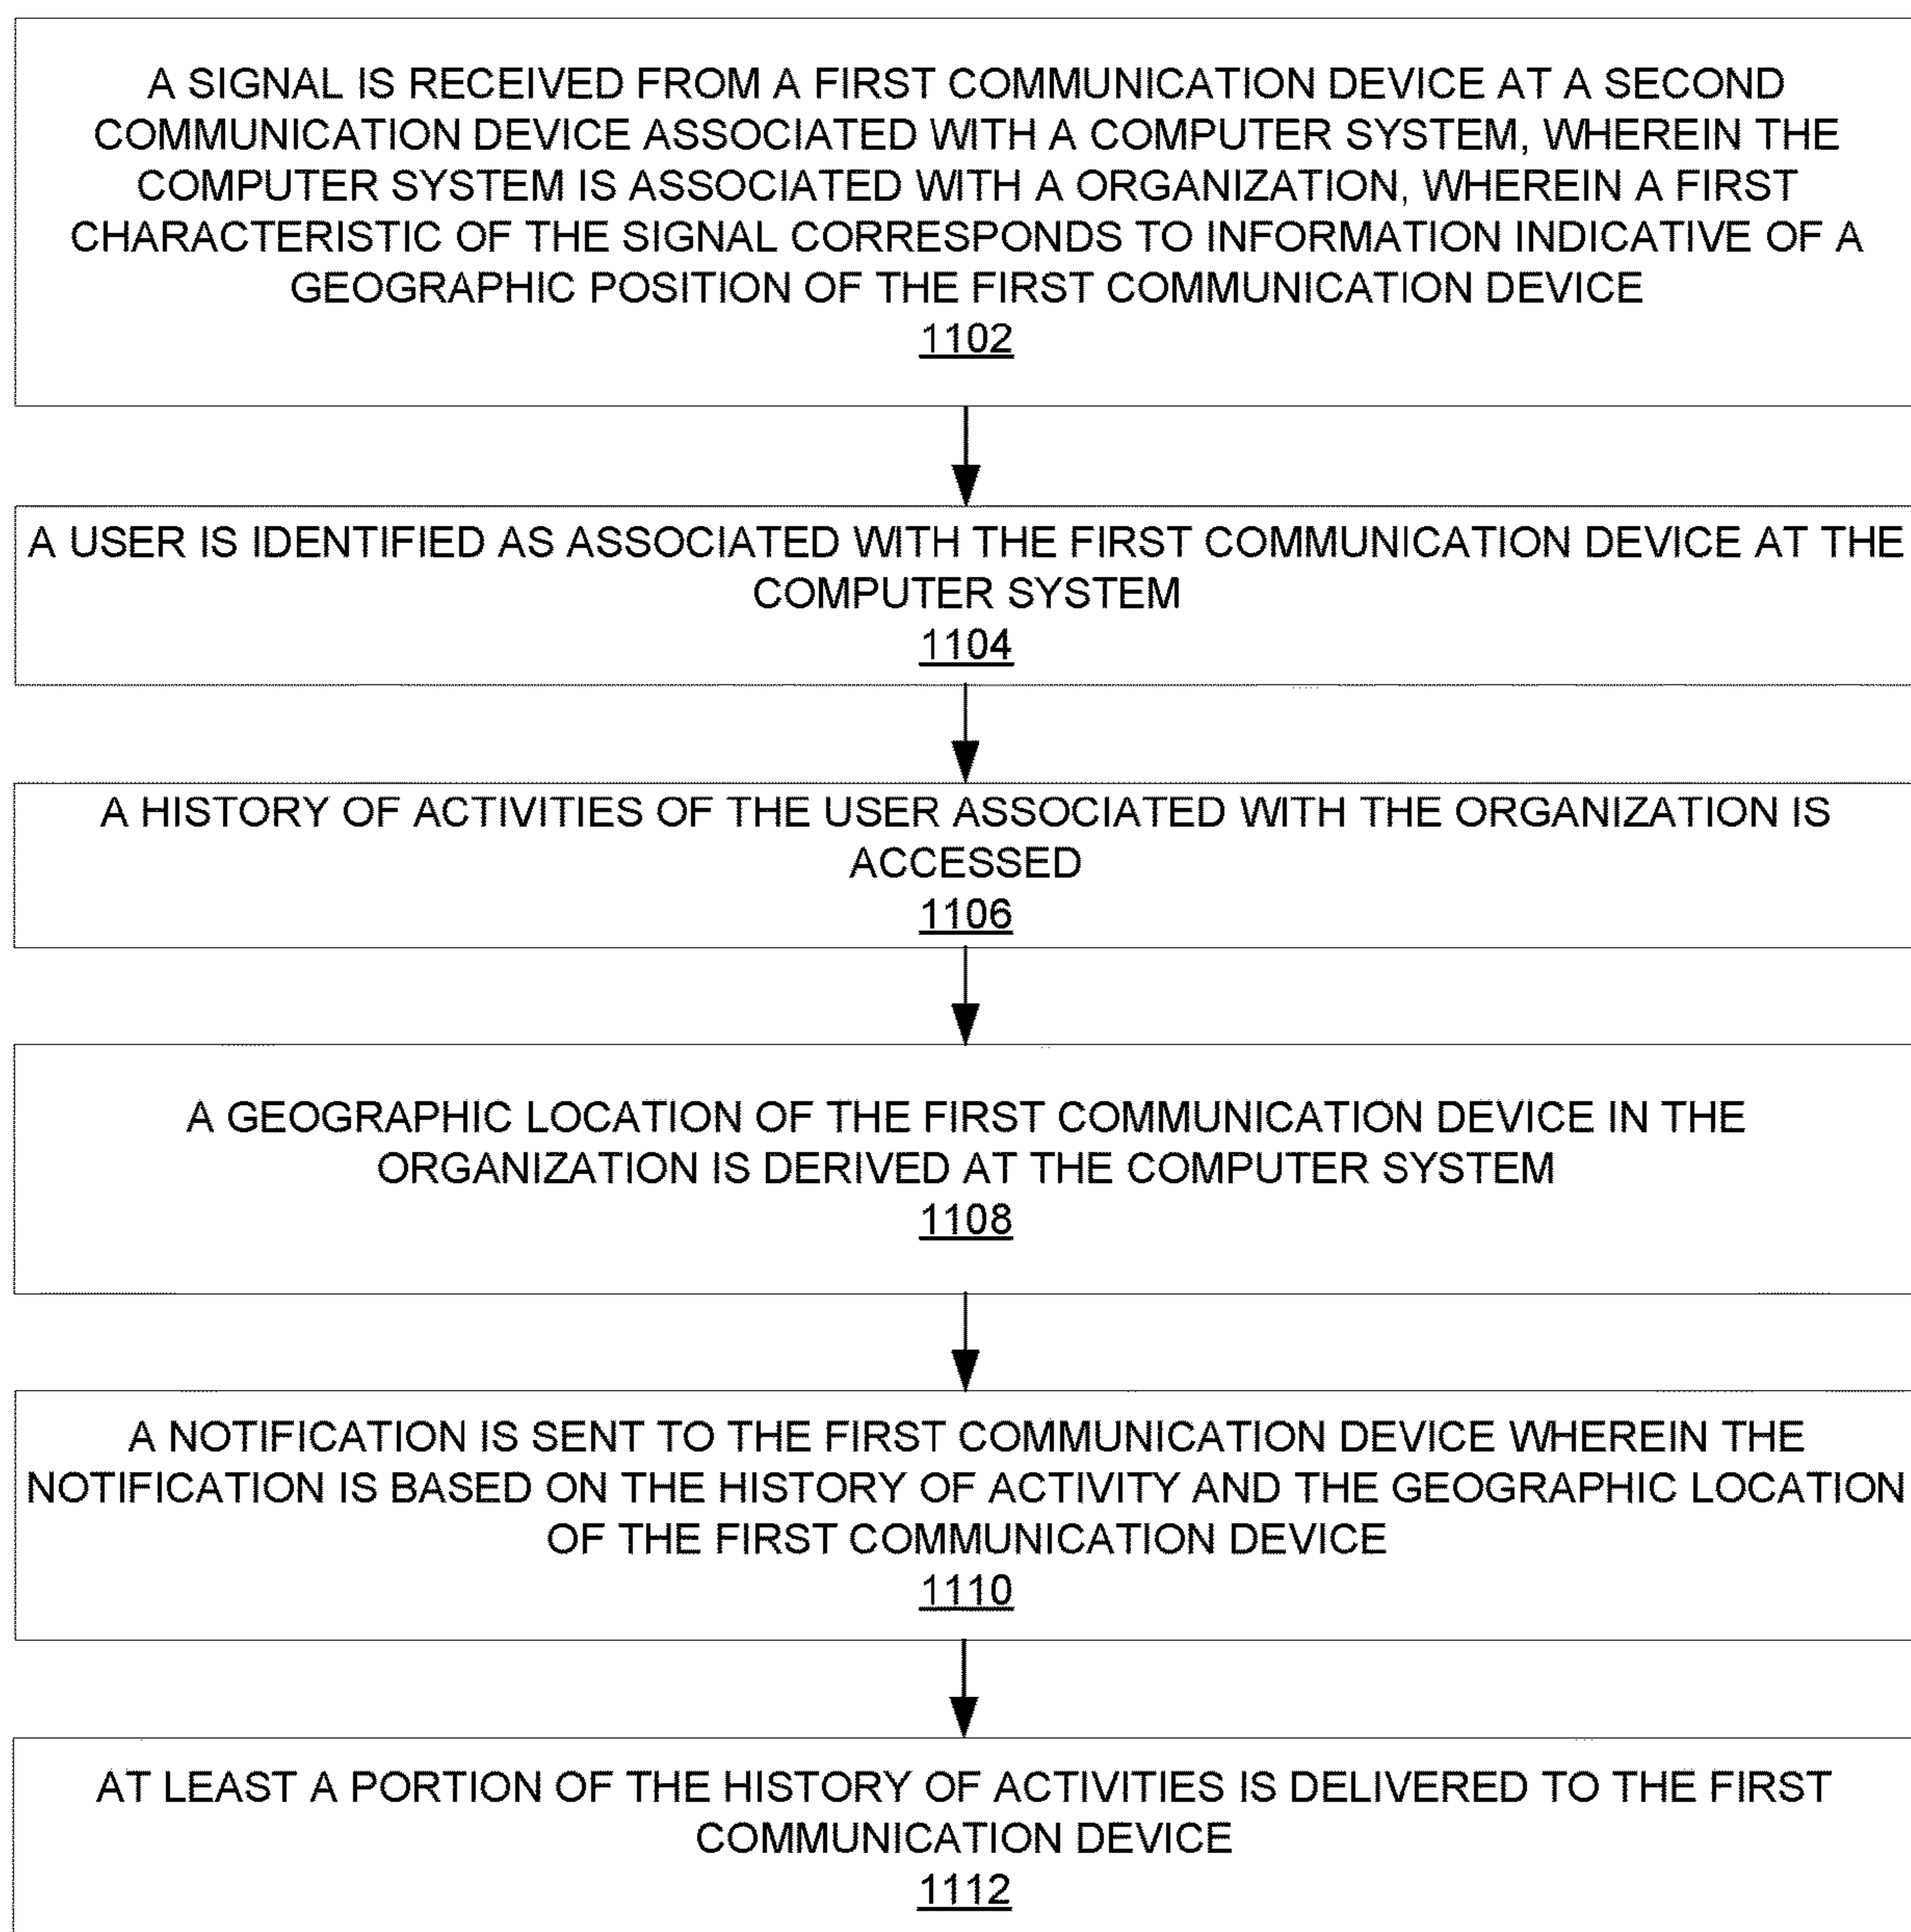 A SIGNAL IS RECEIVED FROM A FIRST COMMUNICATION DEVICE AT A SECOND
COMMUNICATION DEVICE ASSOCIATED WITH A COMPUTER SYSTEM, WHEREIN THE
COMPUTER SYSTEM IS ASSOCIATED WITH A ORGANIZATION, WHEREIN A FIRST
CHARACTERISTIC OF THE SIGNAL CORRESPONDS TO INFORMATION INDICATIVE OF A
GEOGRAPHIC POSITION OF THE FIRST COMMUNICATION DEVICE
1102
A USER IS IDENTIFIED AS ASSOCIATED WITH THE FIRST COMMUNICATION DEVICE AT THE
COMPUTER SYSTEM
1104
A HISTORY OF ACTIVITIES OF THE USER ASSOCIATED WITH THE ORGANIZATION IS
ACCESSED
1106
A GEOGRAPHIC LOCATION OF THE FIRST COMMUNICATION DEVICE IN THE
ORGANIZATION IS DERIVED AT THE COMPUTER SYSTEM
1108
A NOTIFICATION IS SENT TO THE FIRST COMMUNICATION DEVICE WHEREIN THE
NOTIFICATION IS BASED ON THE HISTORY OF ACTIVITY AND THE GEOGRAPHIC LOCATION
OF THE FIRST COMMUNICATION DEVICE
1110
AT LEAST A PORTION OF THE HISTORY OF ACTIVITIES IS DELIVERED TO THE FIRST
COMMUNICATION DEVICE
1112